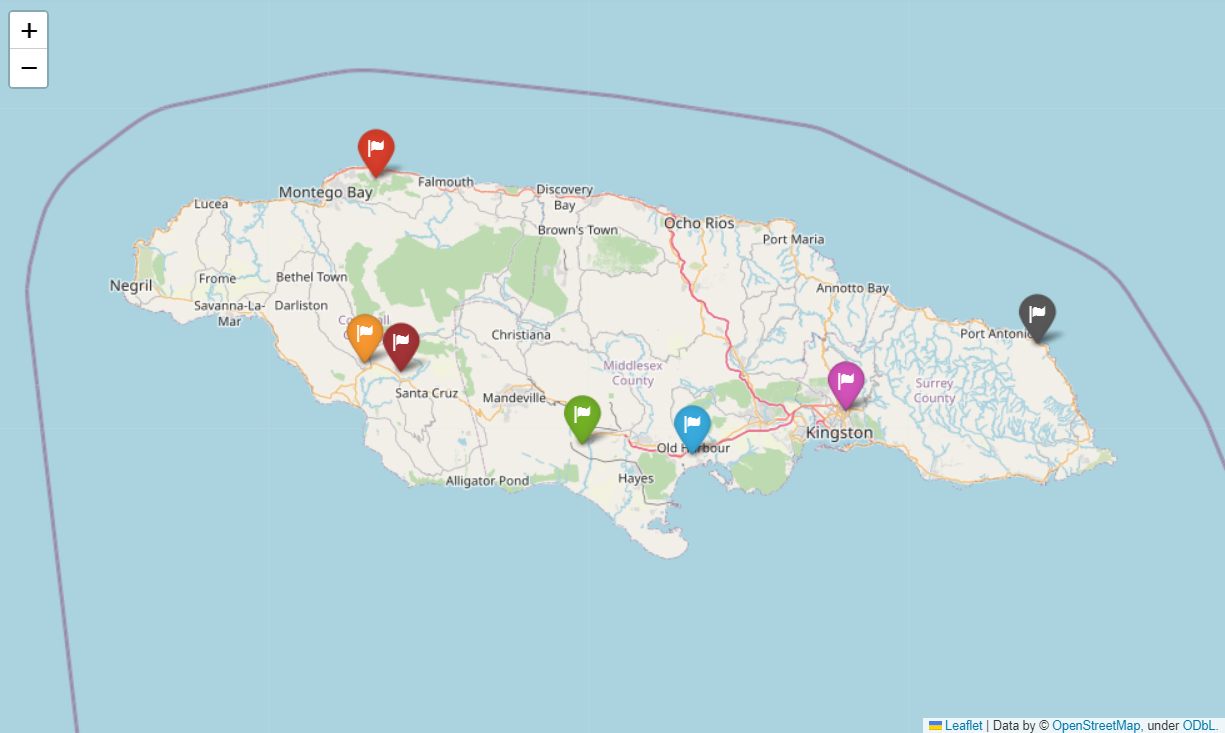 +
−
Montego Bay
Falmouth
Discovery
Bay
Lucea
Brown's Town
Ocho Rios
Port Maria
Negril
Frome
Bethel Town
Savanna-La-
Mar
Darliston
Annotto Bay
Christiana
Port Antonio
Middlesex
County
Surrey
County
Santa Cruz
Mandeville
Kingston
Old Harbour
Alligator Pond
Hayes
Leaflet | Data by © OpenStreetMap, under ODbL.